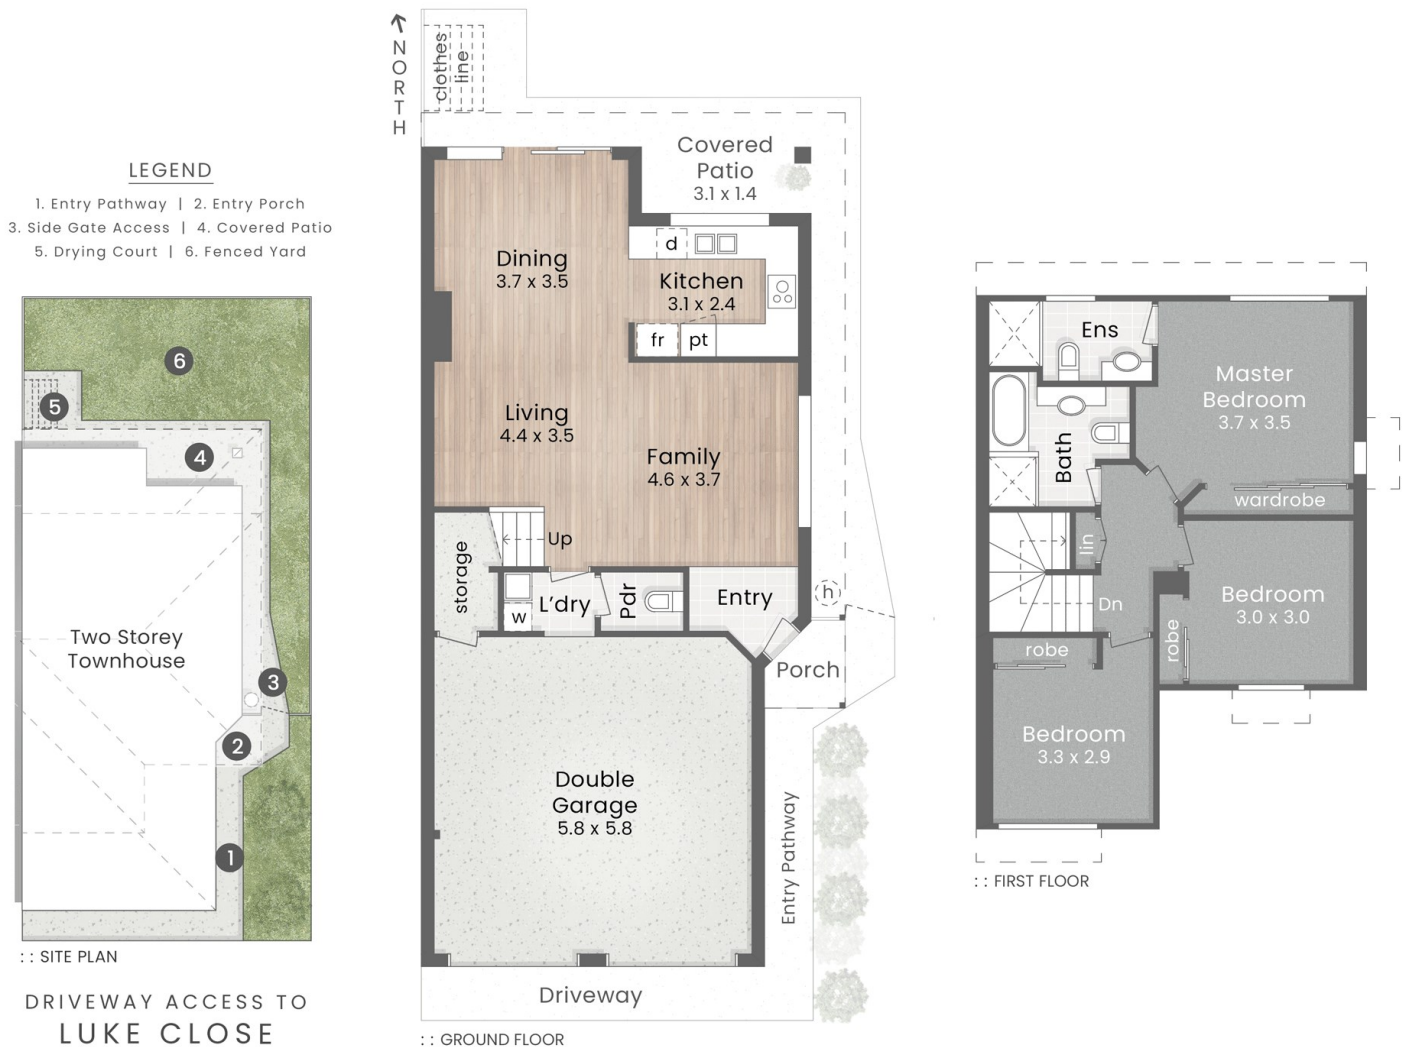 LEGEND
1. Entry Pathway | 2. Entry Porch
3. Side Gate Access | 4. Covered Patio
5. Drying Court | 6. Fenced Yard
6
5
4
Two Storey
Townhouse
3
2
1
:: SITE PLAN
DRIVEWAY ACCESS TO
LUKE CLOSE
NORTH
clothes
line
Covered
Patio
3.1 x 1.4
Dining
3.7 x 3.5
d
Kitchen
3.1 x 2.4
fr
pt
Living
4.4 x 3.5
Family
4.6 x 3.7
Up
storage
w
L'dry
Pdr
Entry
h
Porch
Double
Garage
5.8 x 5.8
Entry Pathway
Driveway
:: GROUND FLOOR
Ens
Master
Bedroom
3.7 x 3.5
Bath
wardrobe
lin
Dn
Bedroom
3.0 x 3.0
robe
robe
Bedroom
3.3 x 2.9
:: FIRST FLOOR